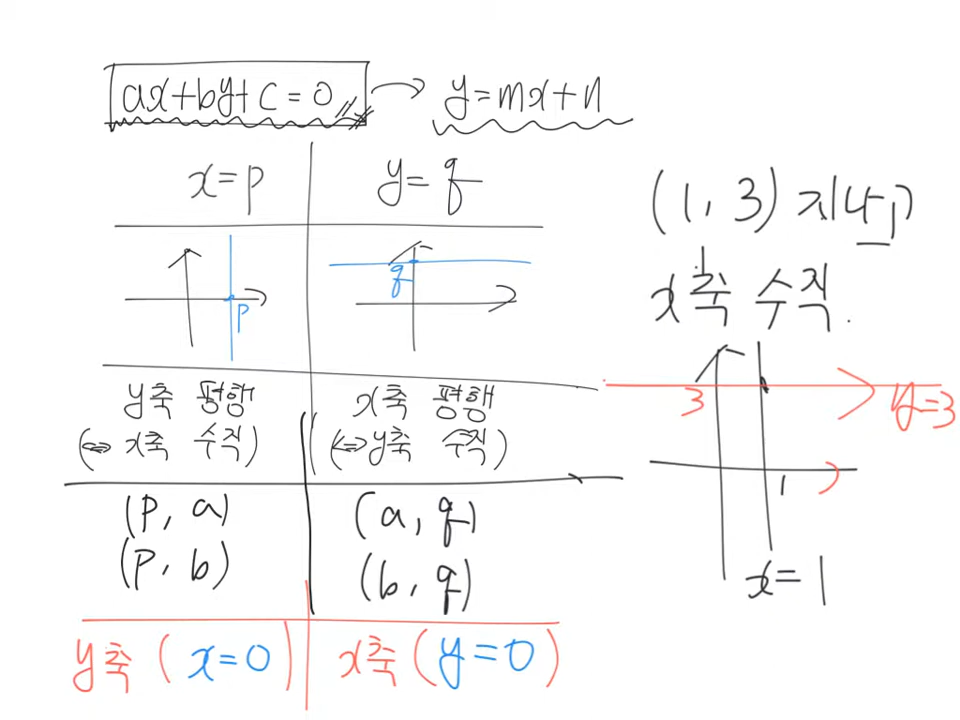 ax+by+c=0 → y=mx+n
x=p
y=q
p
q
y축 평행
(⇔ x축 수직)
x축 평행
(⇔ y축 수직)
(p, a)
(p, b)
(a, q)
(b, q)
y축 (x=0)
x축 (y=0)
(1, 3) 지나고
x축 수직.
3
y=3
1
x=1